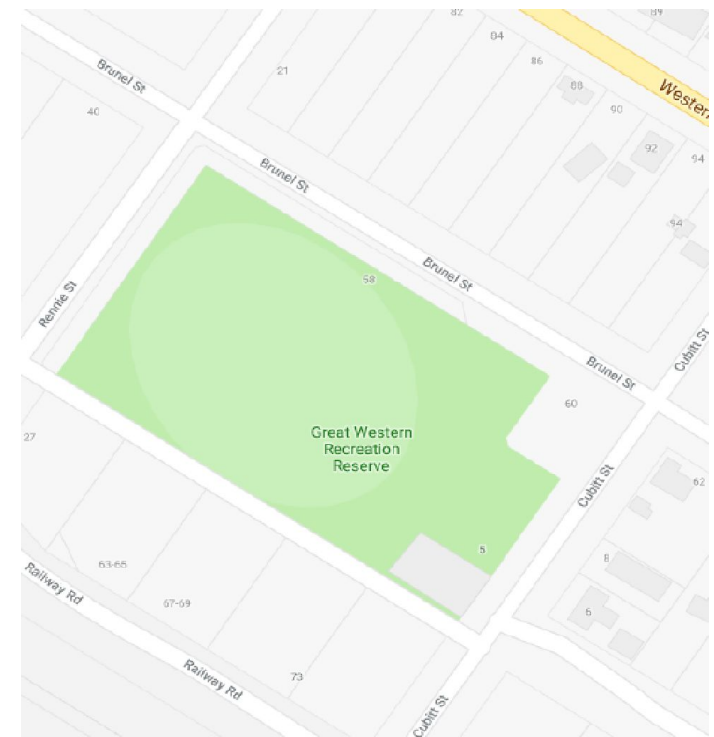 82
89
84
86
Brunel St
21
88
Western
40
90
92
94
Brunel St
94
58
Brunel St
Rennie St
Cubitt St
Brunel St
60
27
Great Western
Recreation
Reserve
Cubitt St
62
5
8
63-65
Railway Rd
67-69
6
73
Railway Rd
Cubitt St